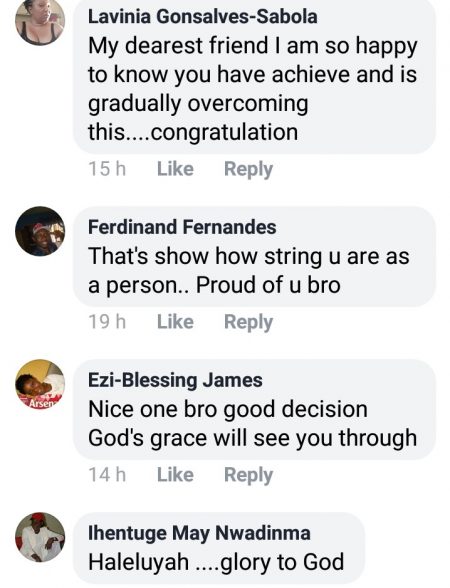 Lavinia Gonsalves-Sabola
My dearest friend I am so happy
to know you have achieve and is
gradually overcoming
this....congratulation
15 h Like Reply
Ferdinand Fernandes
That's show how string u are as
a person.. Proud of u bro
19 h Like Reply
Arsen
Ezi-Blessing James
Nice one bro good decision
God's grace will see you through
14 h Like Reply
Ihentuge May Nwadinma
Haleluyah ....glory to God